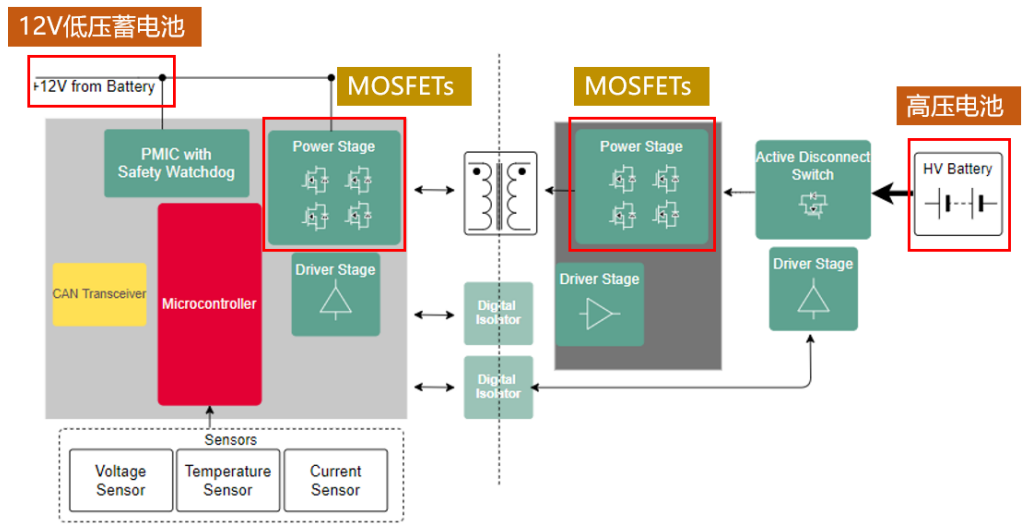 12V低压蓄电池
+12V from Battery
MOSFETs
MOSFETs
高压电池
PMIC with
Safety Watchdog
Power Stage
Power Stage
Active Disconnect
Switch
HV Battery
CAN Transceiver
Microcontroller
Driver Stage
Driver Stage
Driver Stage
Digital
Isolator
Digital
Isolator
Sensors
Voltage
Sensor
Temperature
Sensor
Current
Sensor